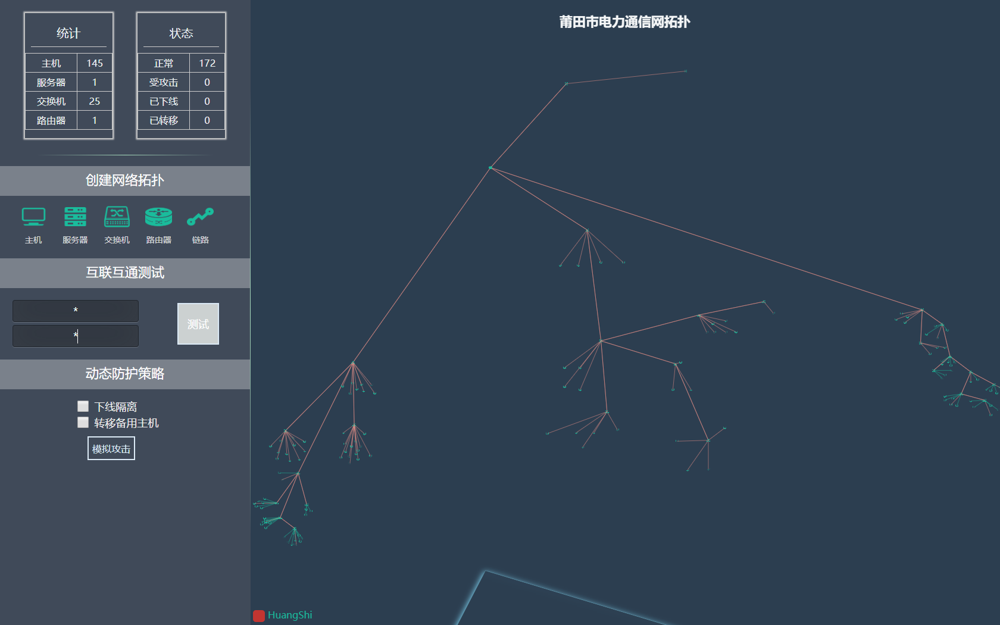 统计
主机 145
服务器 1
交换机 25
路由器 1
状态
正常 172
受攻击 0
已下线 0
已转移 0
创建网络拓扑
主机 服务器 交换机 路由器 链路
互联互通测试
*
*
测试
动态防护策略
下线隔离
转移备用主机
模拟攻击
莆田市电力通信网拓扑
HuangShi